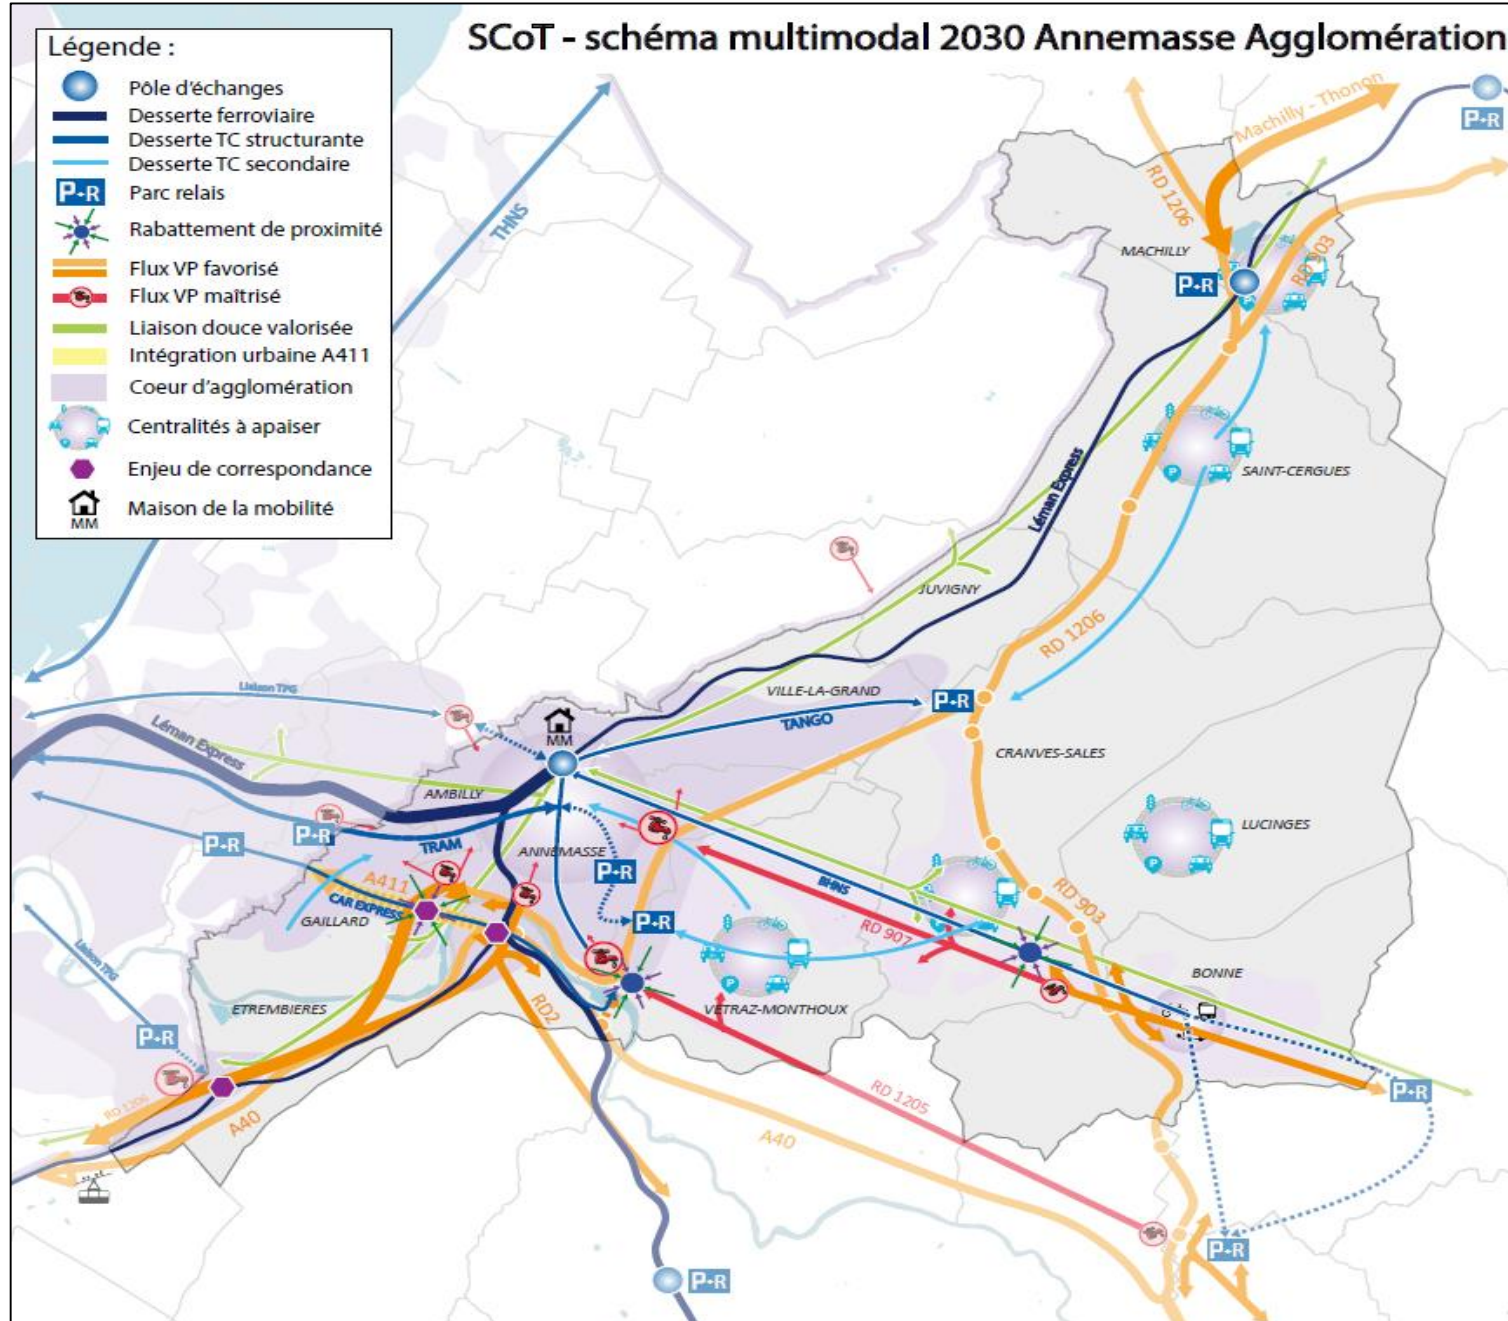 SCoT - schéma multimodal 2030 Annemasse Agglomération
Légende :
Pôle d'échanges
Desserte ferroviaire
Desserte TC structurante
Desserte TC secondaire
P+R Parc relais
Rabattement de proximité
Flux VP favorisé
Flux VP maîtrisé
Liaison douce valorisée
Intégration urbaine A411
Coeur d'agglomération
Centralités à apaiser
Enjeu de correspondance
MM Maison de la mobilité
Machilly - Thonon
P+R
RD 1206
THNS
MACHILLY
RD 903
P+R
SAINT-CERGUES
Léman Express
JUVIGNY
RD 1206
Liaison TPG
VILLE-LA-GRAND
P+R
TANGO
MM
Léman Express
CRANVES-SALES
AMBILLY
LUCINGES
P+R
P+R
TRAM
ANNEMASSE
P+R
A411
BHNS
CAR EXPRESS
RD 903
GAILLARD
P+R
RD 907
Liaison TPG
BONNE
ETREMBIERES
RD2
VETRAZ-MONTHOUX
P+R
RD 1205
P+R
RD 1206
A40
A40
P+R
P+R